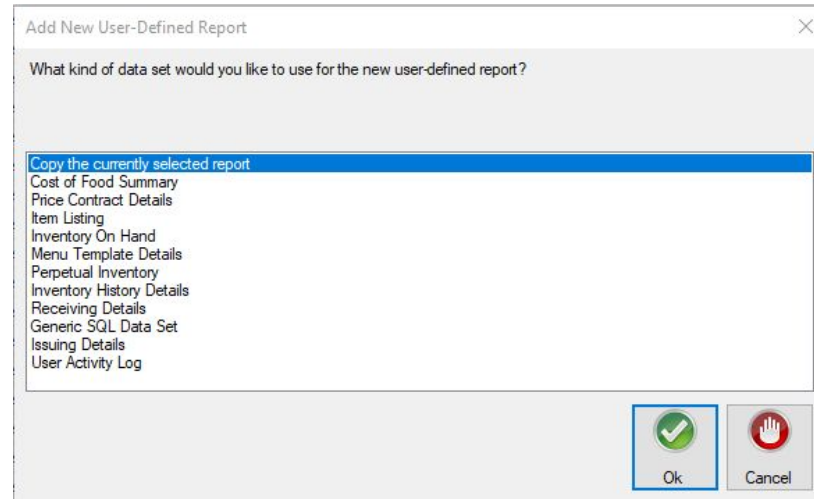 Add New User-Defined Report
What kind of data set would you like to use for the new user-defined report?
Copy the currently selected report
Cost of Food Summary
Price Contract Details
Item Listing
Inventory On Hand
Menu Template Details
Perpetual Inventory
Inventory History Details
Receiving Details
Generic SQL Data Set
Issuing Details
User Activity Log
Ok
Cancel